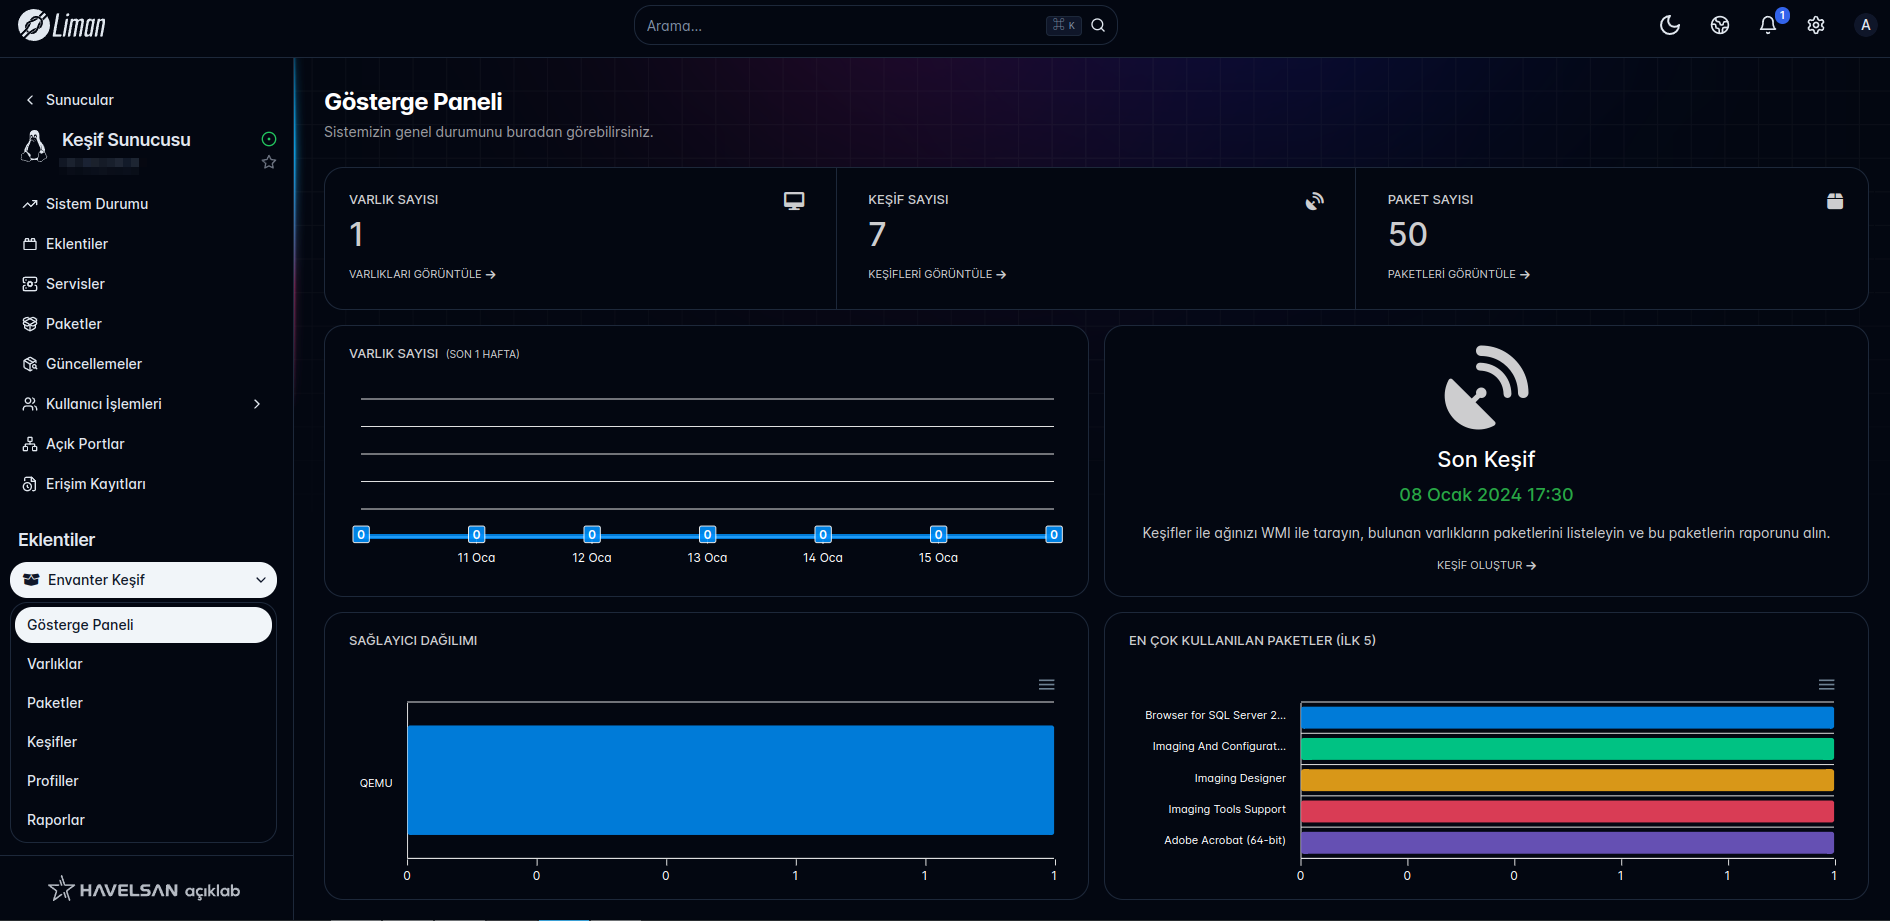 Liman
Arama...
⌘ K
1
A
Sunucular
Keşif Sunucusu
Sistem Durumu
Eklentiler
Servisler
Paketler
Güncellemeler
Kullanıcı İşlemleri
Açık Portlar
Erişim Kayıtları
Eklentiler
Envanter Keşif
Gösterge Paneli
Varlıklar
Paketler
Keşifler
Profiller
Raporlar
HAVELSAN açıklab
Gösterge Paneli
Sistemizin genel durumunu buradan görebilirsiniz.
VARLIK SAYISI
1
VARLIKLARI GÖRÜNTÜLE →
KEŞİF SAYISI
7
KEŞİFLERİ GÖRÜNTÜLE →
PAKET SAYISI
50
PAKETLERİ GÖRÜNTÜLE →
VARLIK SAYISI (SON 1 HAFTA)
0 0 0 0 0 0 0
11 Oca 12 Oca 13 Oca 14 Oca 15 Oca
Son Keşif
08 Ocak 2024 17:30
Keşifler ile ağınızı WMI ile tarayın, bulunan varlıkların paketlerini listeleyin ve bu paketlerin raporunu alın.
KEŞİF OLUŞTUR →
SAĞLAYICI DAĞILIMI
QEMU
0 0 0 1 1 1
EN ÇOK KULLANILAN PAKETLER (İLK 5)
Browser for SQL Server 2...
Imaging And Configurat...
Imaging Designer
Imaging Tools Support
Adobe Acrobat (64-bit)
0 0 0 1 1 1